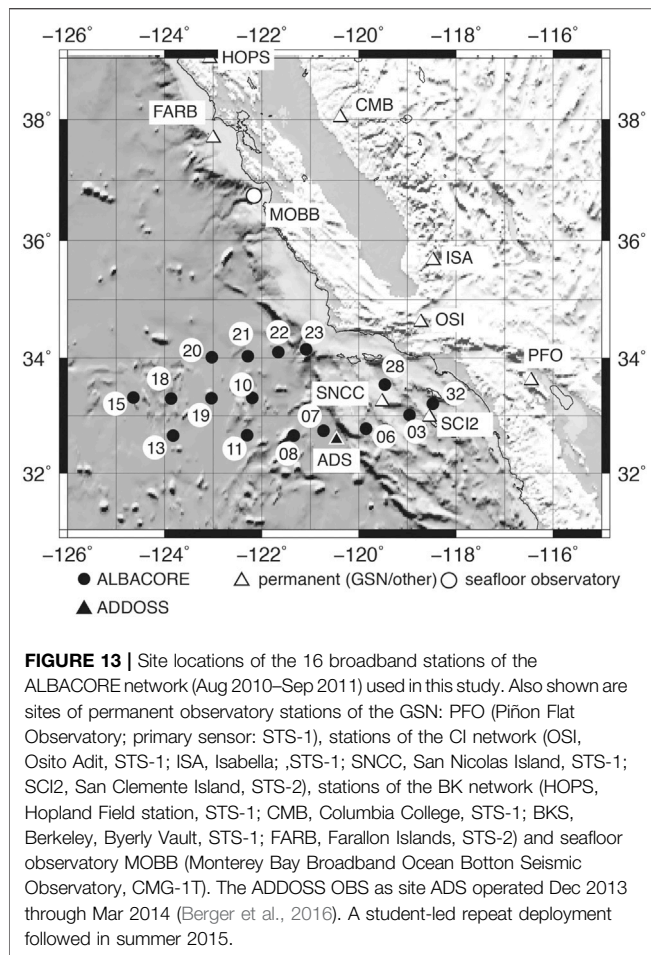 −126 −124 −122 −120 −118 −116
HOPS
CMB
FARB
38° 38°
MOBB
36° 36°
ISA
OSI
20 21 22 23
34° 34°
PFO
28
15 18 19 10 SNCC 32
07 SCI2
13 11 08 06 03
ADS
32° 32°
−126 −124 −122 −120 −118 −116
ALBACORE permanent (GSN/other) seafloor observatory
ADDOSS
FIGURE 13 | Site locations of the 16 broadband stations of the
ALBACORE network (Aug 2010–Sep 2011) used in this study. Also shown are
sites of permanent observatory stations of the GSN: PFO (Piñon Flat
Observatory; primary sensor: STS-1), stations of the CI network (OSI,
Osito Adit, STS-1; ISA, Isabella; ,STS-1; SNCC, San Nicolas Island, STS-1;
SCI2, San Clemente Island, STS-2), stations of the BK network (HOPS,
Hopland Field station, STS-1; CMB, Columbia College, STS-1; BKS,
Berkeley, Byerly Vault, STS-1; FARB, Farallon Islands, STS-2) and seafloor
observatory MOBB (Monterey Bay Broadband Ocean Botton Seismic
Observatory, CMG-1T). The ADDOSS OBS as site ADS operated Dec 2013
through Mar 2014 (Berger et al., 2016). A student-led repeat deployment
followed in summer 2015.